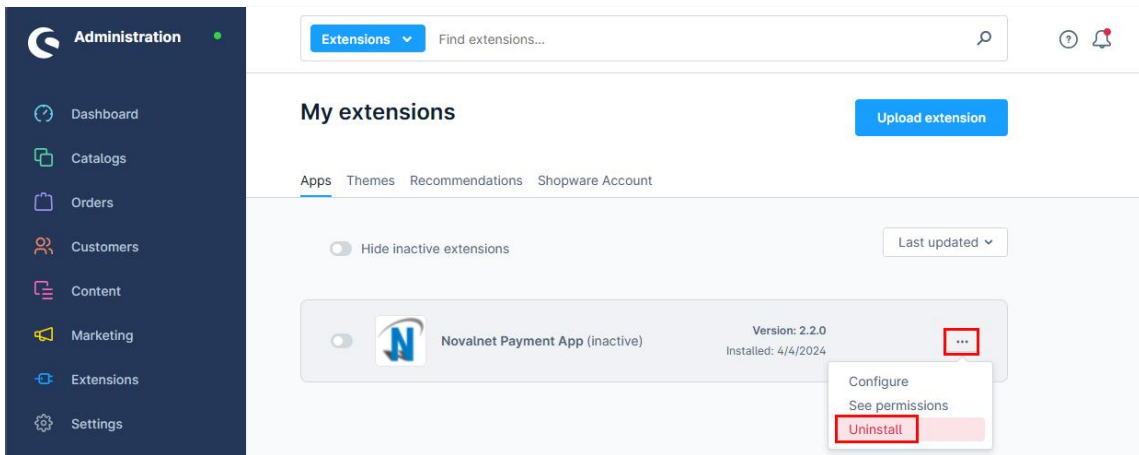 Administration
Extensions
Find extensions...
Dashboard
Catalogs
Orders
Customers
Content
Marketing
Extensions
Settings
My extensions
Upload extension
Apps Themes Recommendations Shopware Account
Hide inactive extensions
Last updated
N
Novalnet Payment App (inactive)
Version: 2.2.0
Installed: 4/4/2024
...
Configure
See permissions
Uninstall